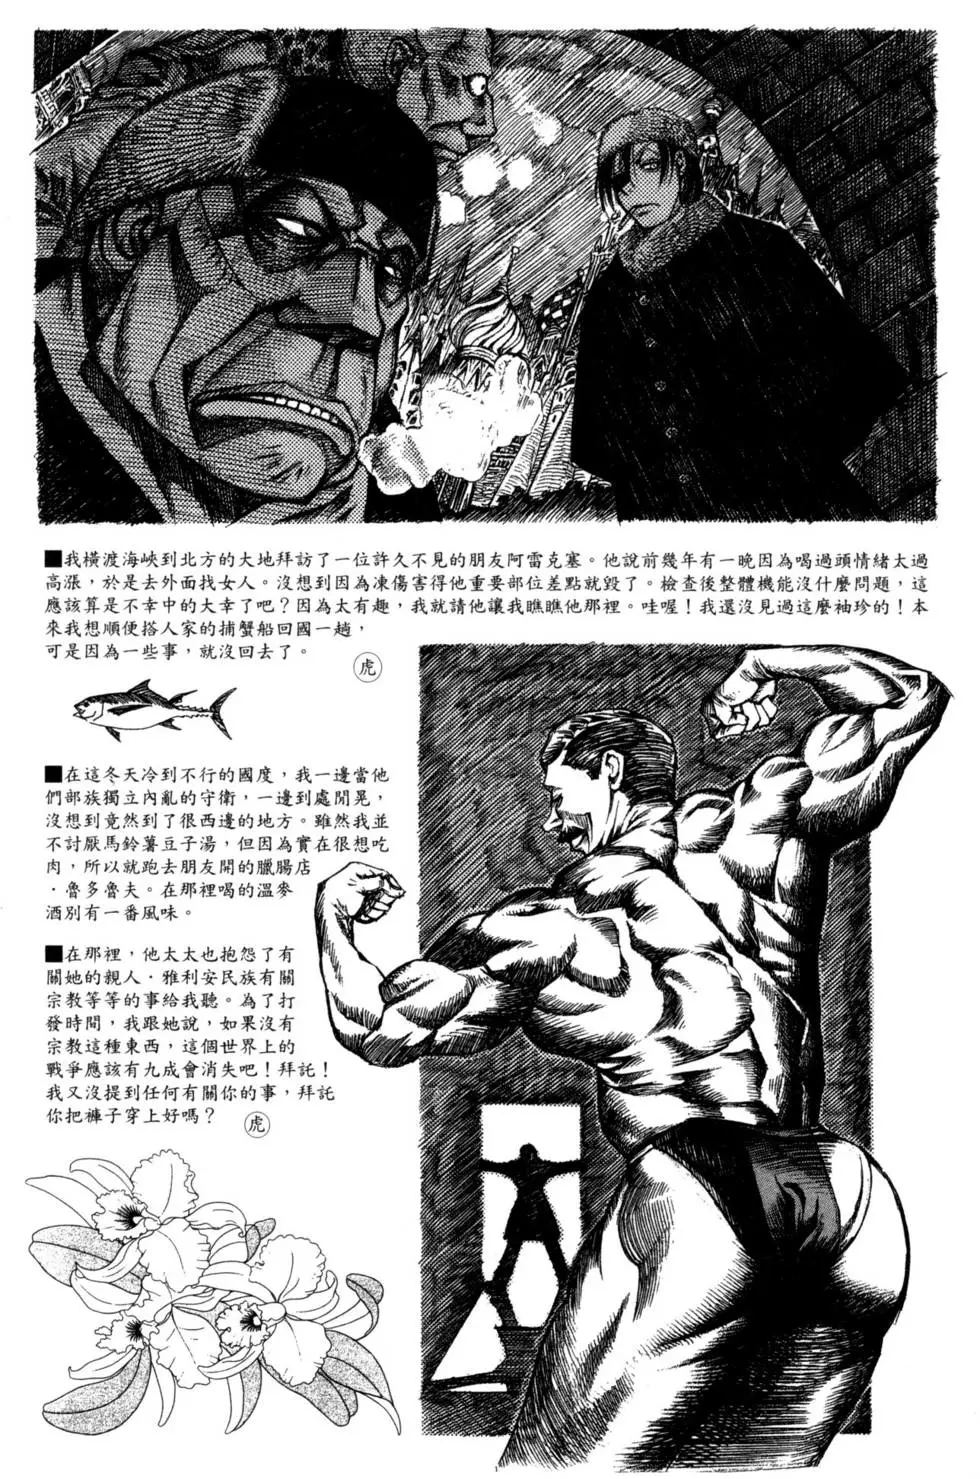 ■我橫渡海峽到北方的大地拜訪了一位許久不見的朋友阿雷克塞。他說前幾年有一晚因為喝過頭情緒太過
高漲，於是去外面找女人。沒想到因為凍傷害得他重要部位差點就毀了。檢查後整體機能沒什麼問題，這
應該算是不幸中的大幸了吧？因為太有趣，我就請他讓我瞧瞧他那裡。哇喔！我還沒見過這麼袖珍的！本
來我想順便搭人家的捕蟹船回國一趟，
可是因為一些事，就沒回去了。
虎
■在這冬天冷到不行的國度，我一邊當他
們部族獨立內亂的守衛，一邊到處閒晃，
沒想到竟然到了很西邊的地方。雖然我並
不討厭馬鈴薯豆子湯，但因為實在很想吃
肉，所以就跑去朋友開的臘腸店
．魯多魯夫。在那裡喝的溫麥
酒別有一番風味。
■在那裡，他太太也抱怨了有
關她的親人．雅利安民族有關
宗教等等的事給我聽。為了打
發時間，我跟她說，如果沒有
宗教這種東西，這個世界上的
戰爭應該有九成會消失吧！拜託！
我又沒提到任何有關你的事，拜託
你把褲子穿上好嗎？
虎